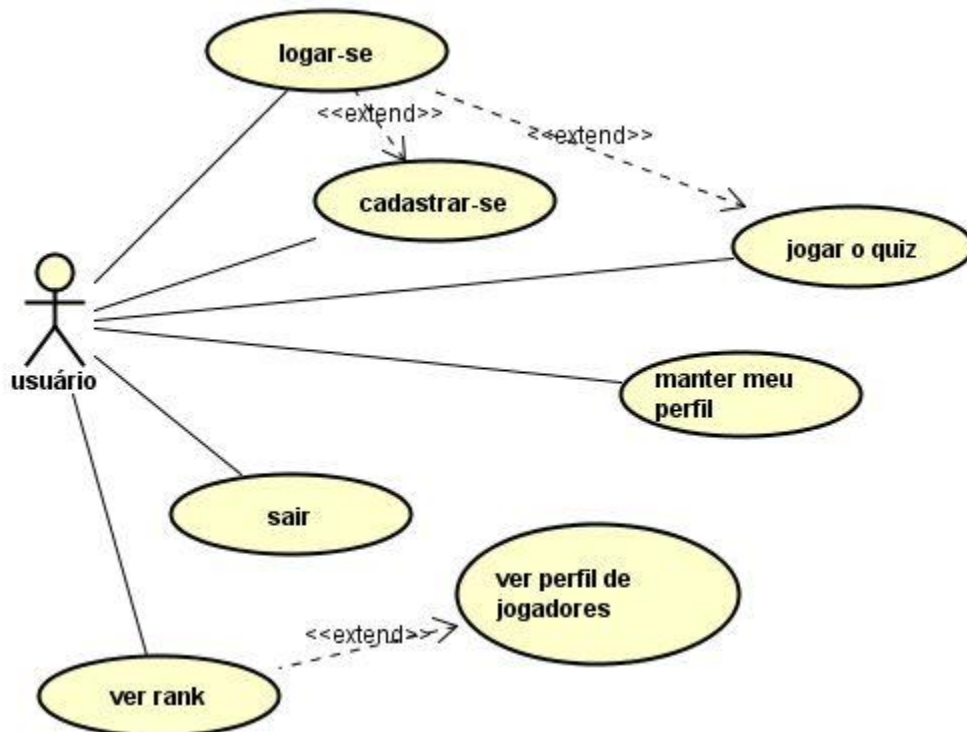 logar-se
<<extend>>
<<extend>>
cadastrar-se
jogar o quiz
usuário
manter meu
perfil
sair
ver perfil de
jogadores
<<extend>>
ver rank